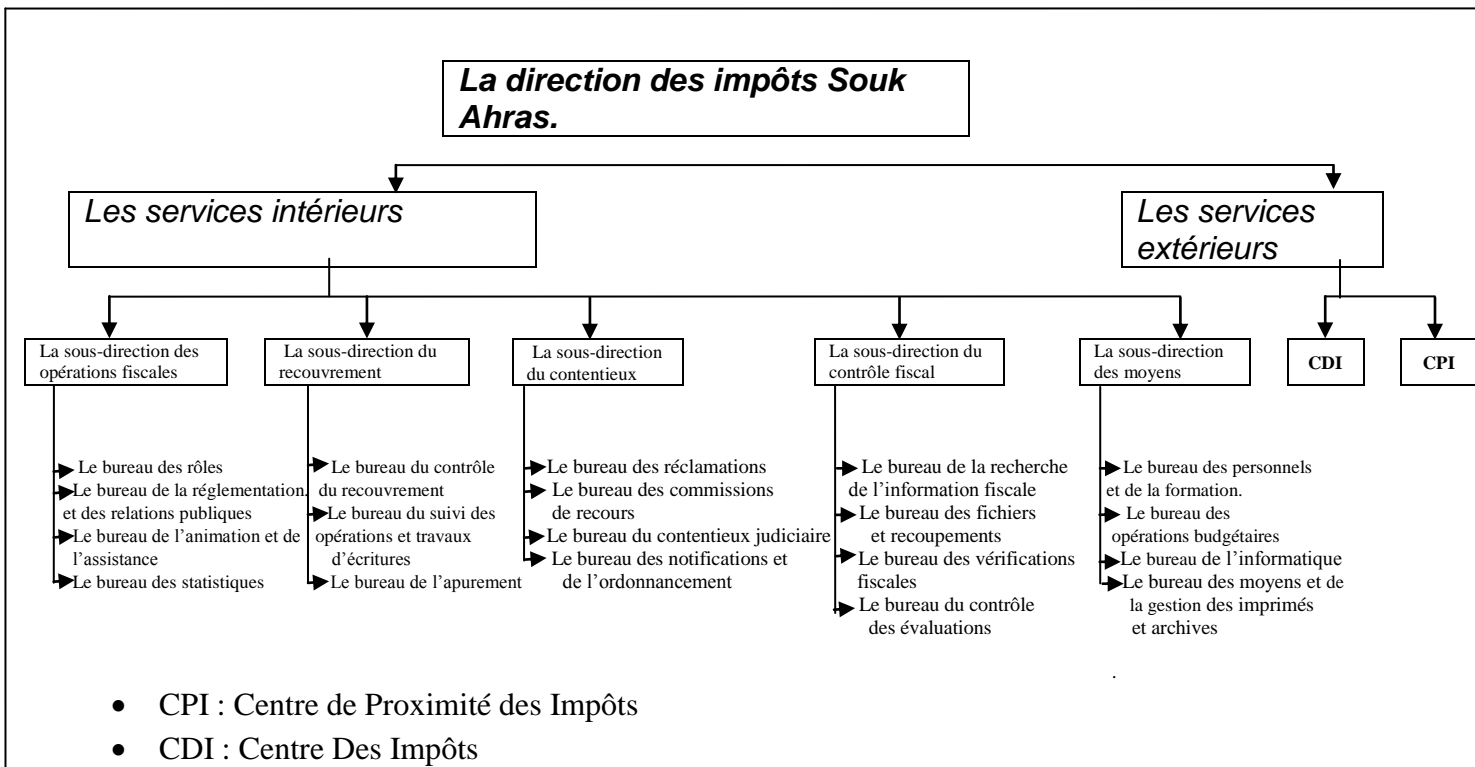 La direction des impôts Souk
Ahras.
Les services intérieurs
Les services
extérieurs
La sous-direction des
opérations fiscales
La sous-direction du
recouvrement
La sous-direction
du contentieux
La sous-direction du
contrôle fiscal
La sous-direction
des moyens
CDI
CPI
Le bureau des rôles
Le bureau de la réglementation.
et des relations publiques
Le bureau de l’animation et de
l’assistance
Le bureau des statistiques
Le bureau du contrôle
du recouvrement
Le bureau du suivi des
opérations et travaux
d’écritures
Le bureau de l’apurement
Le bureau des réclamations
Le bureau des commissions
de recours
Le bureau du contentieux judiciaire
Le bureau des notifications et
de l’ordonnancement
Le bureau de la recherche
de l’information fiscale
Le bureau des fichiers
et recoupements
Le bureau des vérifications
fiscales
Le bureau du contrôle
des évaluations
Le bureau des personnels
et de la formation.
Le bureau des
opérations budgétaires
Le bureau de l’informatique
Le bureau des moyens et de
la gestion des imprimés
et archives
.
• CPI : Centre de Proximité des Impôts
• CDI : Centre Des Impôts